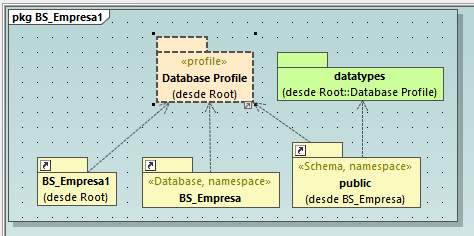 pkg BS_Empresa1
«profile»
Database Profile
(desde Root)
datatypes
(desde Root::Database Profile)
BS_Empresa1
(desde Root)
«Database, namespace»
BS_Empresa
«Schema, namespace»
public
(desde BS_Empresa)